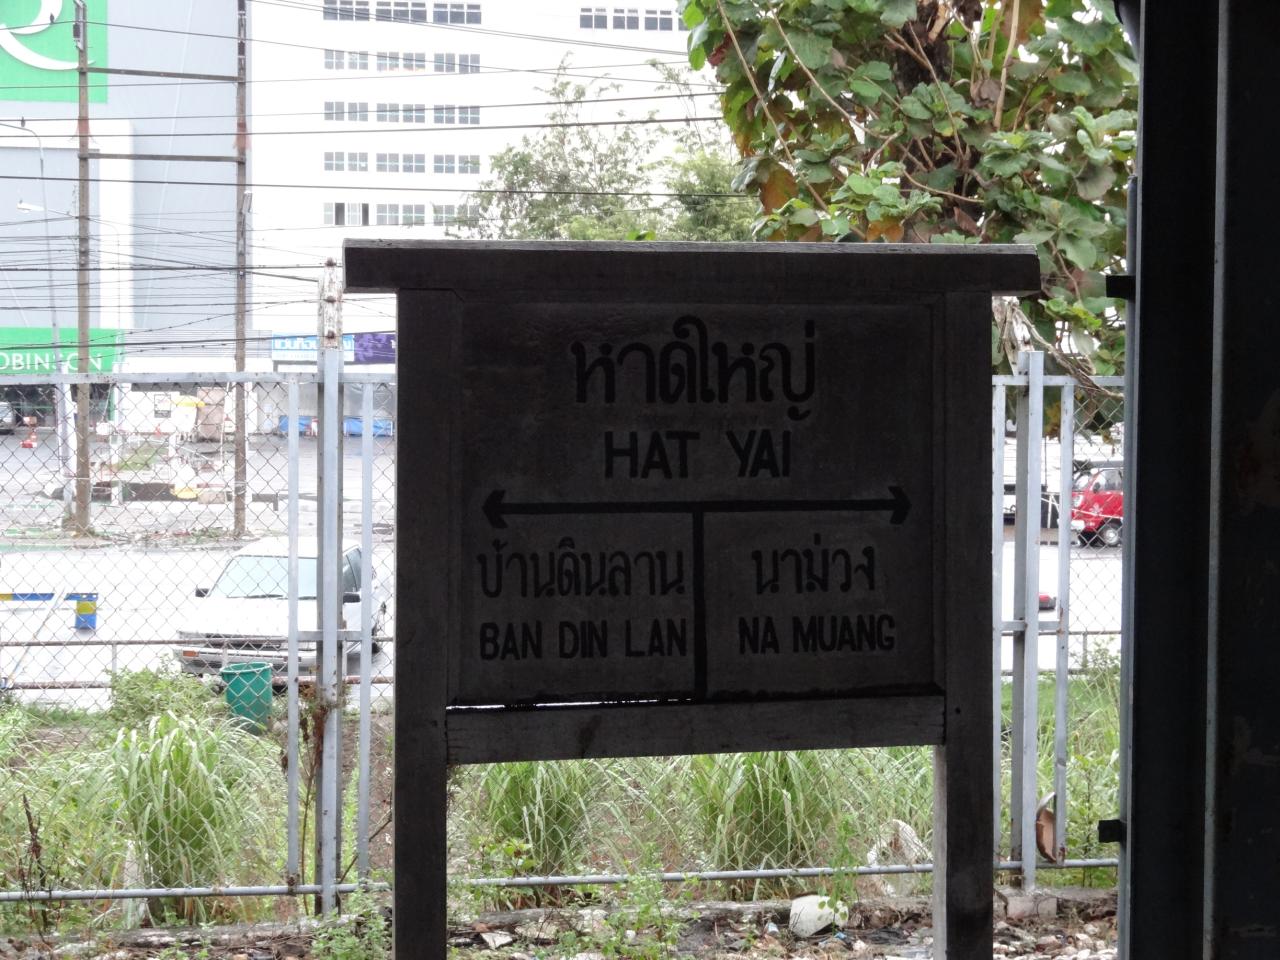 หาดใหญ่
HAT YAI
บ้านดินลาน
BAN DIN LAN
นาม่วง
NA MUANG
OBINSON